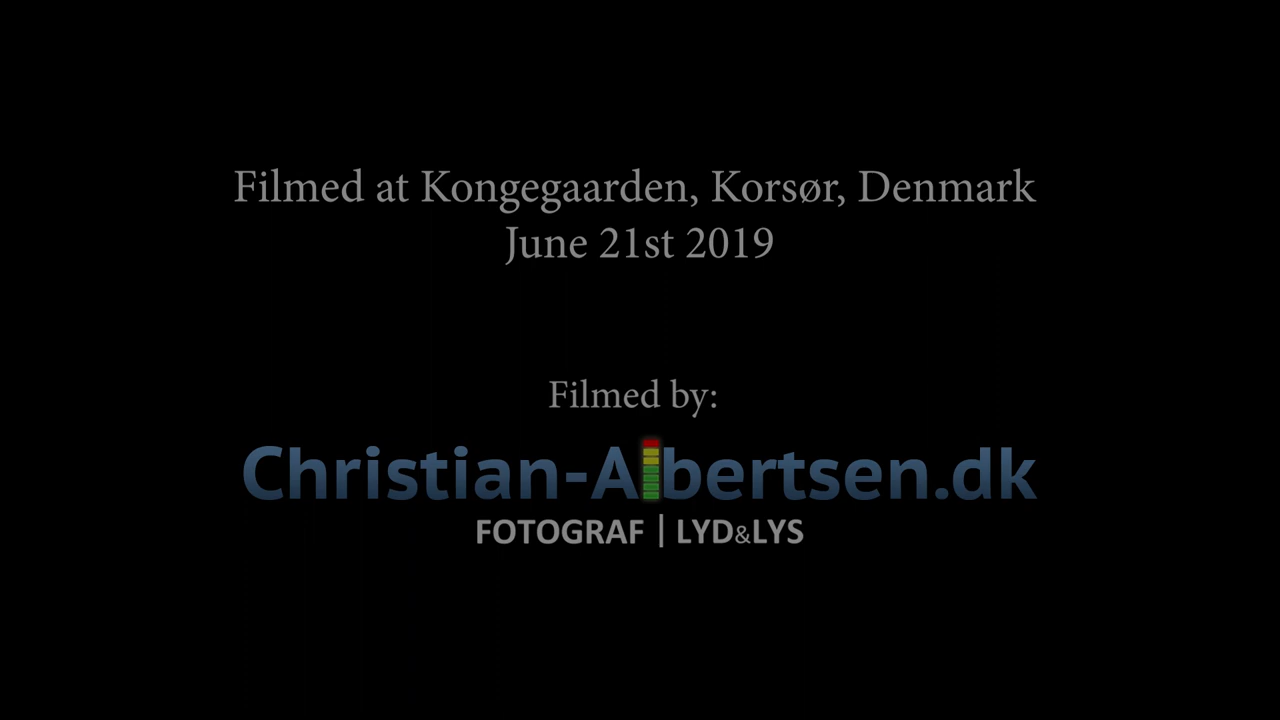 Filmed at Kongegaarden, Korsør, Denmark
June 21st 2019
Filmed by:
Christian-Albertsen.dk
FOTOGRAF | LYD&LYS